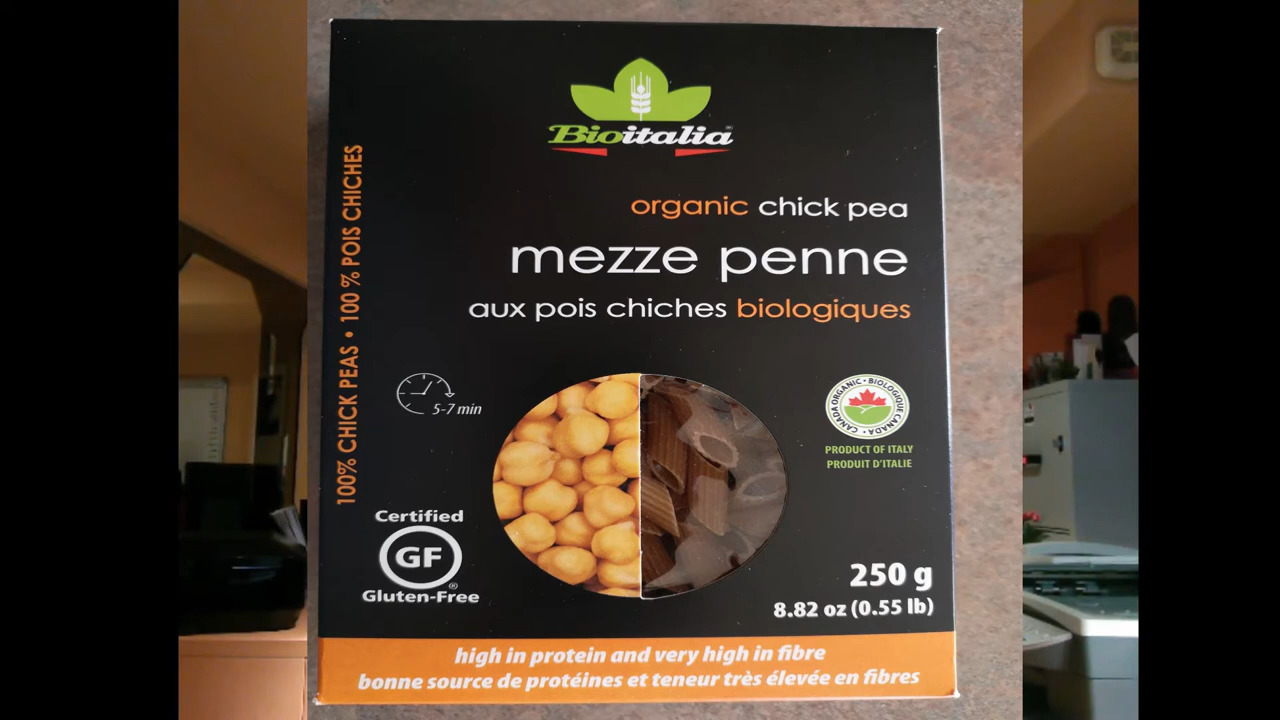 Bioitalia
organic chick pea
mezze penne
aux pois chiches biologiques
100% CHICK PEAS • 100 % POIS CHICHES
5-7 min
CANADA ORGANIC • BIOLOGIQUE CANADA •
PRODUCT OF ITALY
PRODUIT D'ITALIE
Certified
GF
®
Gluten-Free
250 g
8.82 oz (0.55 lb)
high in protein and very high in fibre
bonne source de protéines et teneur très élevée en fibres